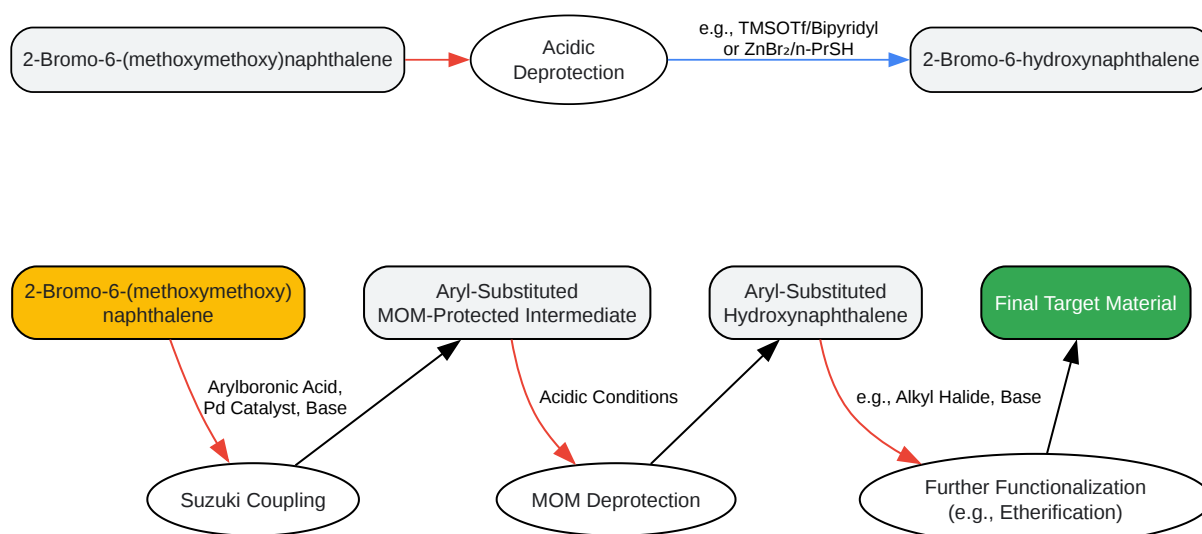 2-Bromo-6-(methoxymethoxy)naphthalene
Acidic
Deprotection
e.g., TMSOTf/Bipyridyl
or ZnBr₂/n-PrSH
2-Bromo-6-hydroxynaphthalene
2-Bromo-6-(methoxymethoxy)
naphthalene
Aryl-Substituted
MOM-Protected Intermediate
Aryl-Substituted
Hydroxynaphthalene
Final Target Material
Arylboronic Acid,
Pd Catalyst, Base
Acidic Conditions
e.g., Alkyl Halide, Base
Suzuki Coupling
MOM Deprotection
Further Functionalization
(e.g., Etherification)